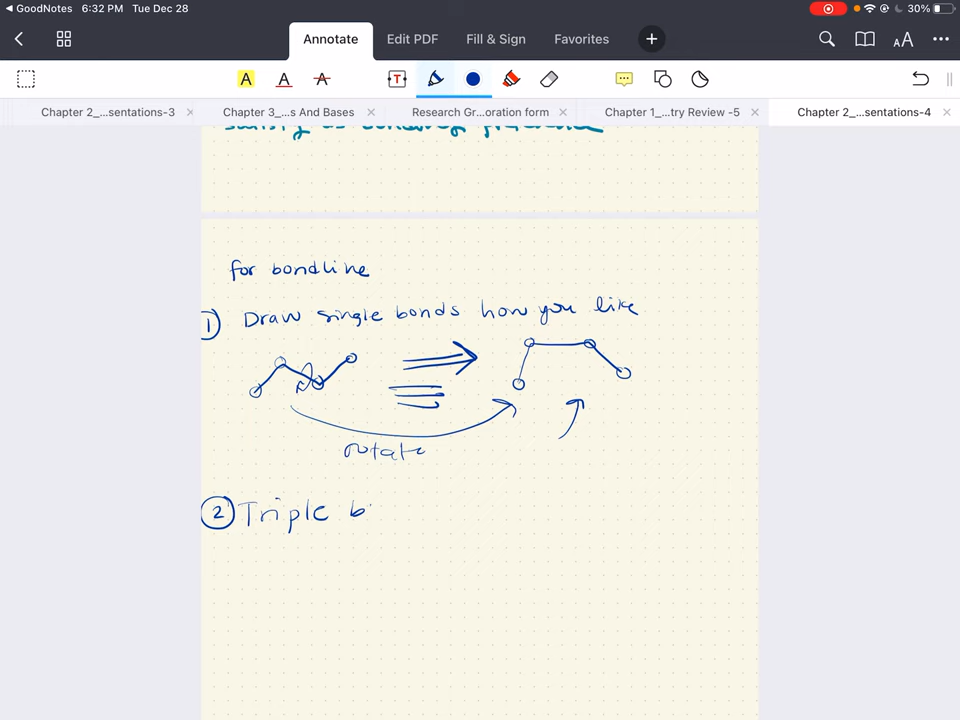 GoodNotes 6:32 PM Tue Dec 28 30%
Annotate Edit PDF Fill & Sign Favorites
AA
A A A T
Chapter 2_...sentations-3 Chapter 3_...s And Bases Research Gr...oration form Chapter 1_...try Review -5 Chapter 2_...sentations-4
for bondline
1 Draw single bonds how you like
rotate
2 Triple b